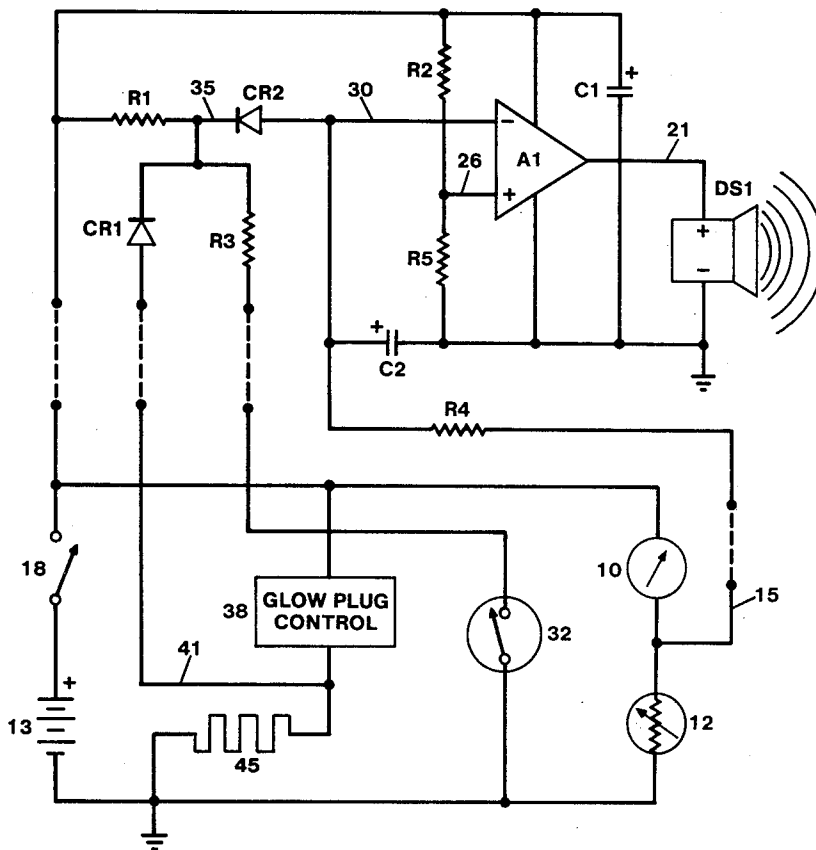 R1
35
CR2
30
R2
26
A1
C1
+
21
DS1
CR1
R3
R5
−
+
+
−
+
C2
R4
18
38
GLOW PLUG
CONTROL
32
10
15
41
13
+
45
12